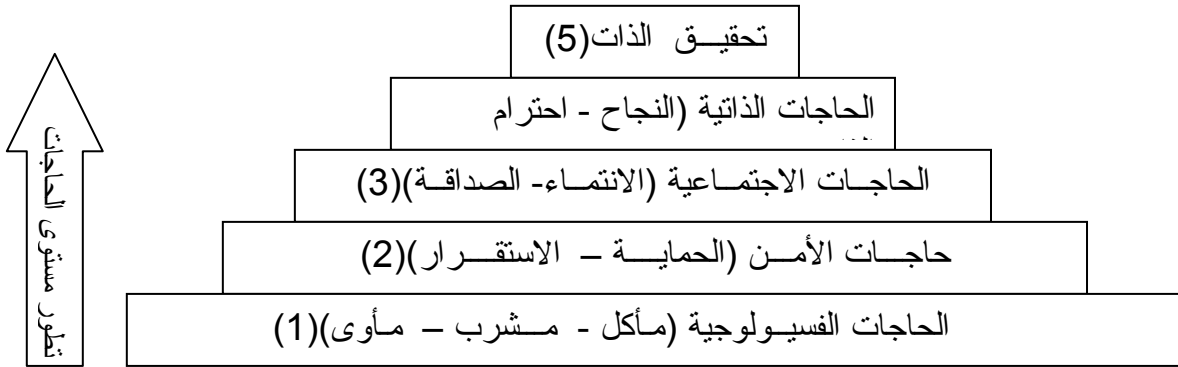 تحقيق الذات(5)
الحاجات الذاتية (النجاح - احترام
الحاجات الاجتماعية (الانتماء- الصداقة)(3)
حاجات الأمن (الحماية – الاستقرار)(2)
الحاجات الفسيولوجية (مأكل - مشرب – مأوى)(1)
تطور مستوى الحاجات